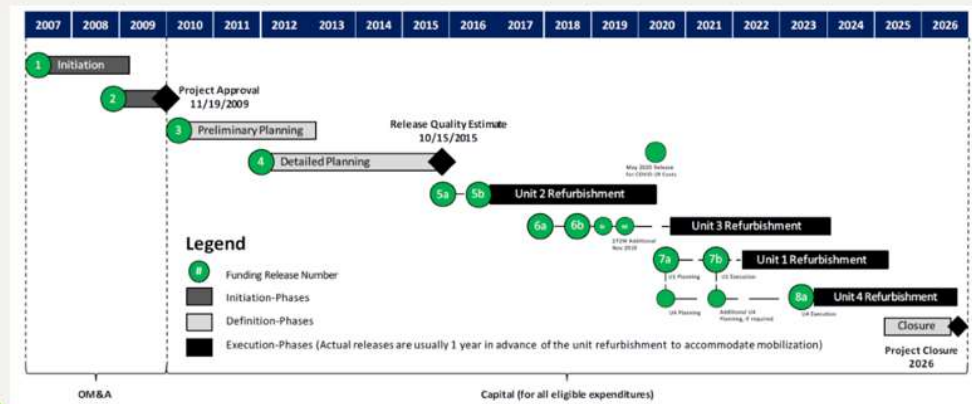 2007 2008 2009 2010 2011 2012 2013 2014 2015 2016 2017 2018 2019 2020 2021 2022 2023 2024 2025 2026
1 Initiation
2
Project Approval
11/19/2009
3 Preliminary Planning
Release Quality Estimate
10/15/2015
4 Detailed Planning
May 2020 Release
for COVID-19 Costs
5a 5b Unit 2 Refurbishment
6a 6b Unit 3 Refurbishment
ST2W Additional
Nov 2019
7a 7b Unit 1 Refurbishment
U1 Planning U1 Execution
8a Unit 4 Refurbishment
U4 Planning
Additional U4
Planning, if required
U4 Execution
Closure
Project Closure
2026
Legend
# Funding Release Number
Initiation-Phases
Definition-Phases
Execution-Phases (Actual releases are usually 1 year in advance of the unit refurbishment to accommodate mobilization)
OM&A
Capital (for all eligible expenditures)